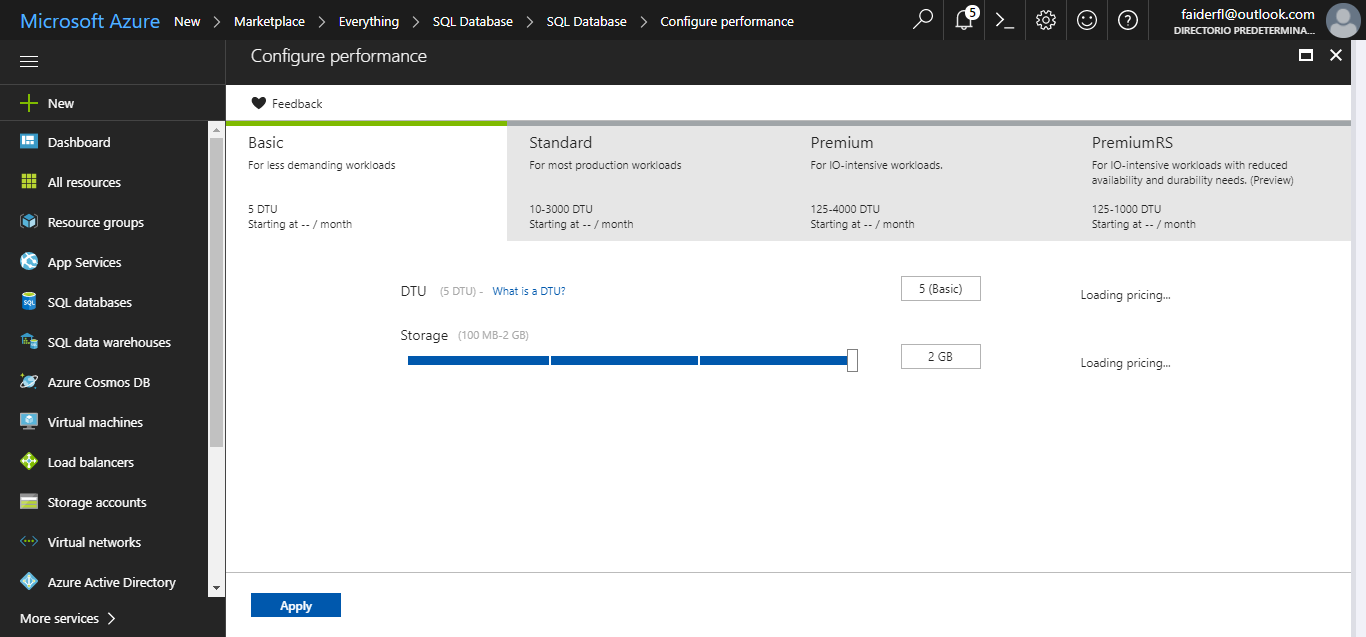 Microsoft Azure New > Marketplace > Everything > SQL Database > SQL Database > Configure performance
5
faiderfl@outlook.com
DIRECTORIO PREDETERMINA...
Configure performance
Feedback
New
Dashboard
All resources
Resource groups
App Services
SQL databases
SQL data warehouses
Azure Cosmos DB
Virtual machines
Load balancers
Storage accounts
Virtual networks
Azure Active Directory
More services >
Basic
For less demanding workloads
5 DTU
Starting at -- / month
Standard
For most production workloads
10-3000 DTU
Starting at -- / month
Premium
For IO-intensive workloads.
125-4000 DTU
Starting at -- / month
PremiumRS
For IO-intensive workloads with reduced
availability and durability needs. (Preview)
125-1000 DTU
Starting at -- / month
DTU (5 DTU) - What is a DTU? 5 (Basic) Loading pricing...
Storage (100 MB-2 GB)
2 GB Loading pricing...
Apply